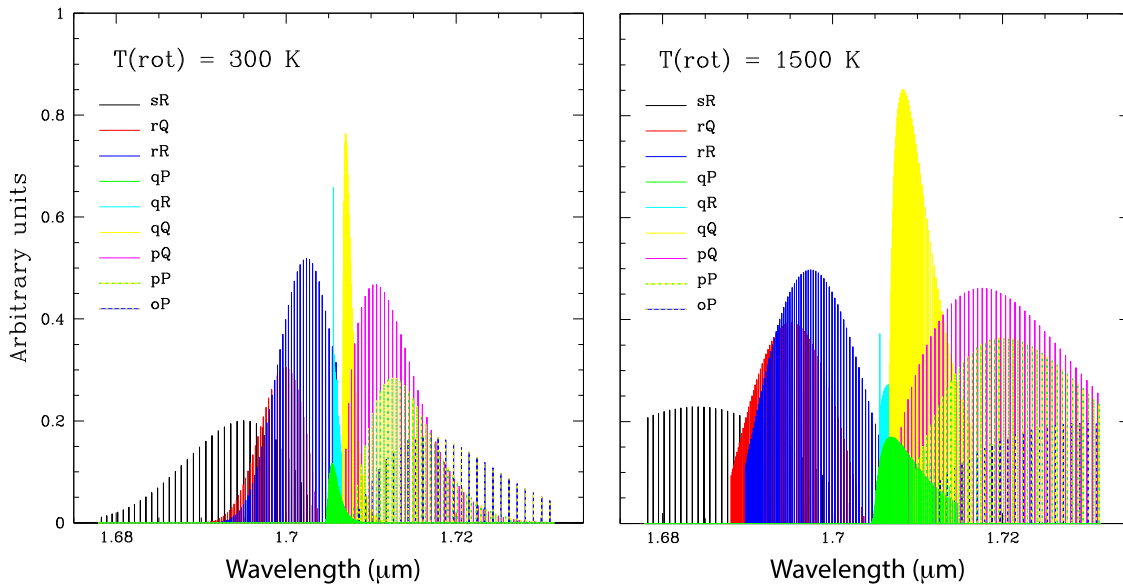 1
0.8
0.6
0.4
0.2
0
Arbitrary units
T(rot) = 300 K
sR
rQ
rR
qP
qR
qQ
pQ
pP
oP
1.68
1.7
1.72
Wavelength (μm)
T(rot) = 1500 K
sR
rQ
rR
qP
qR
qQ
pQ
pP
oP
1.68
1.7
1.72
Wavelength (μm)